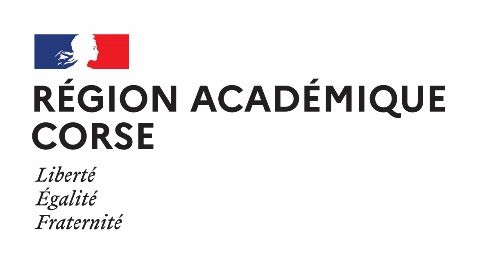 RÉGION ACADÉMIQUE
CORSE
Liberté
Égalité
Fraternité